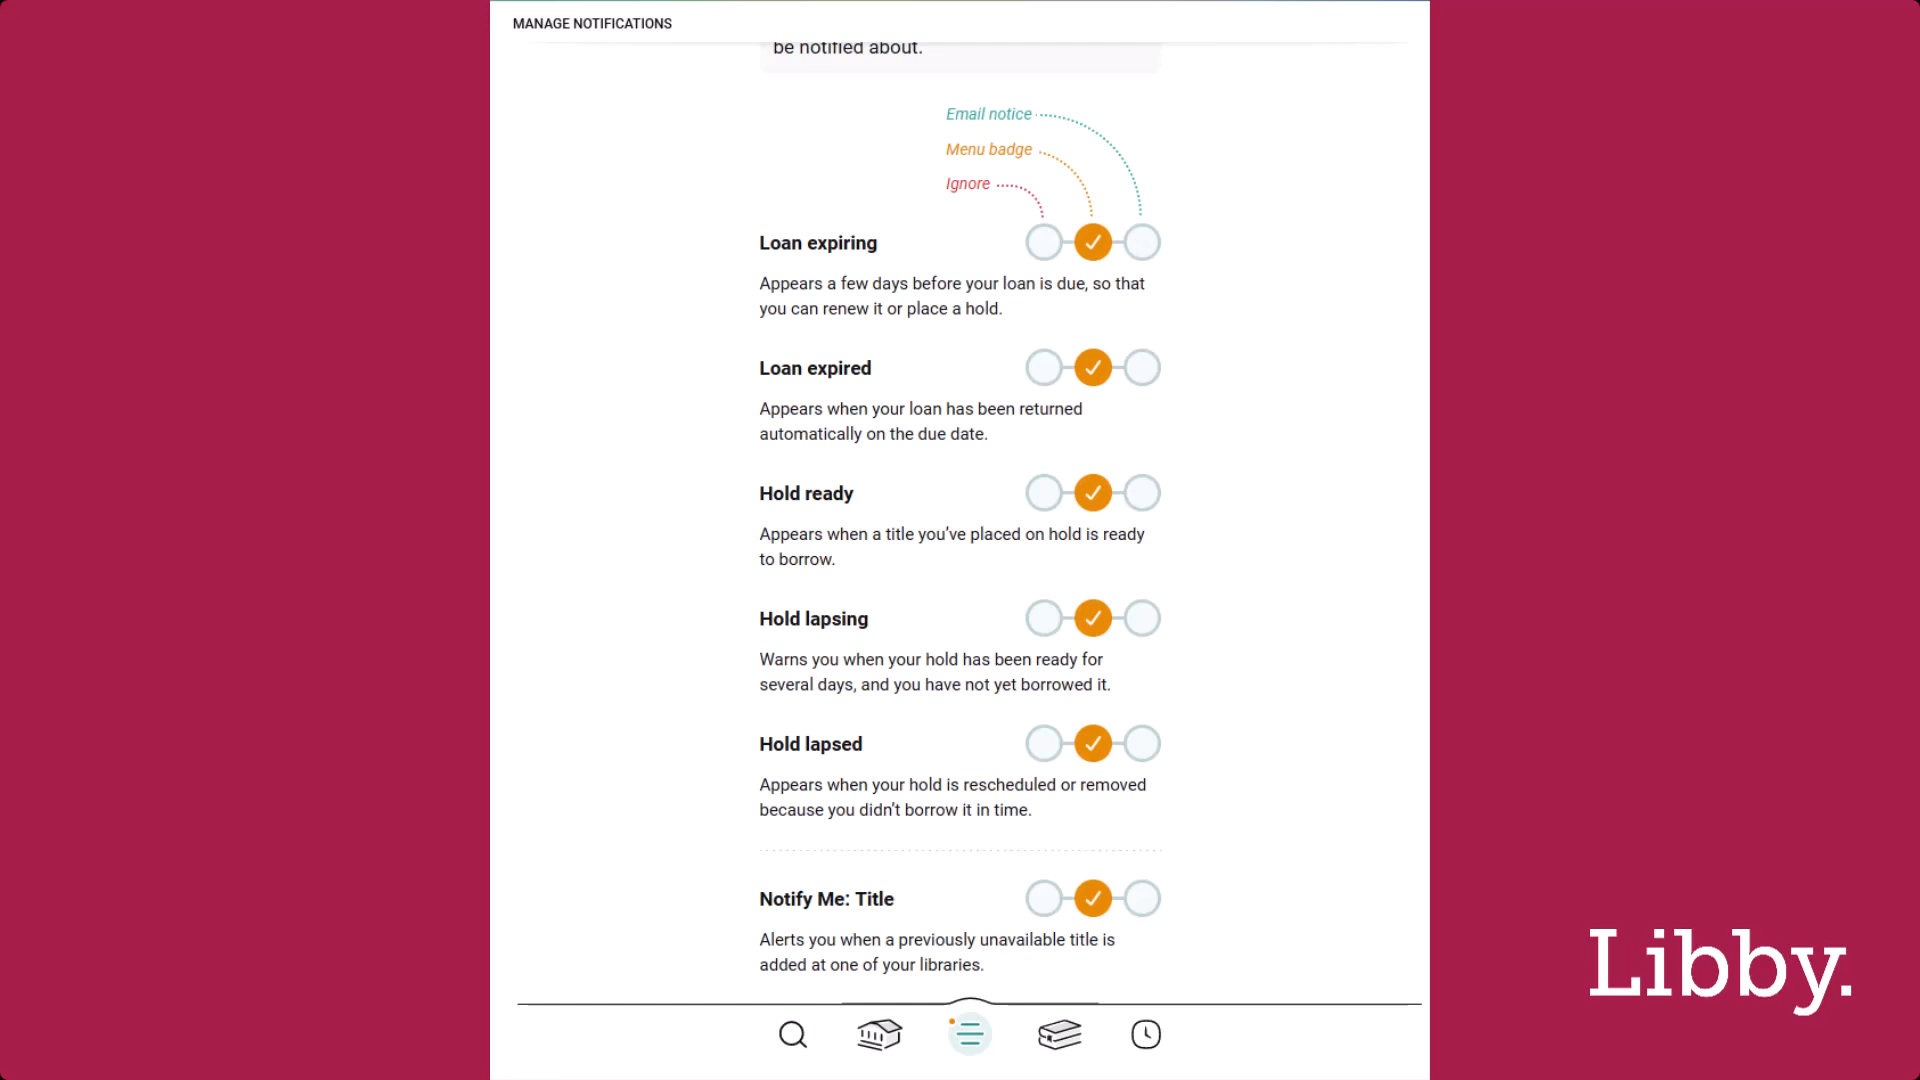 MANAGE NOTIFICATIONS
be notified about.
Email notice
Menu badge
Ignore
Loan expiring
Appears a few days before your loan is due, so that
you can renew it or place a hold.
Loan expired
Appears when your loan has been returned
automatically on the due date.
Hold ready
Appears when a title you’ve placed on hold is ready
to borrow.
Hold lapsing
Warns you when your hold has been ready for
several days, and you have not yet borrowed it.
Hold lapsed
Appears when your hold is rescheduled or removed
because you didn’t borrow it in time.
Notify Me: Title
Alerts you when a previously unavailable title is
added at one of your libraries.
Libby.